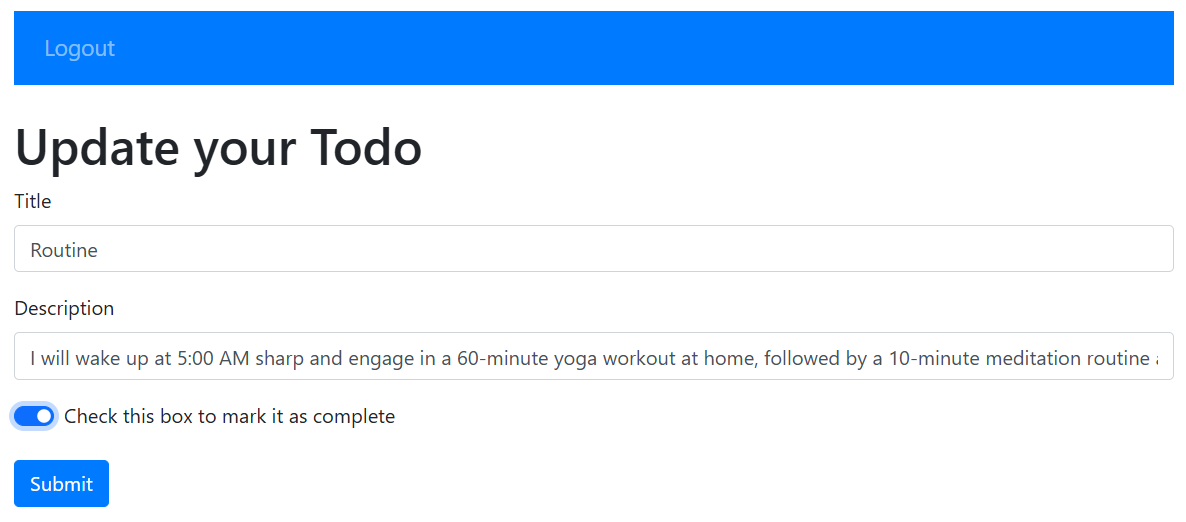 Logout
Update your Todo
Title
Routine
Description
I will wake up at 5:00 AM sharp and engage in a 60-minute yoga workout at home, followed by a 10-minute meditation routine
Check this box to mark it as complete
Submit